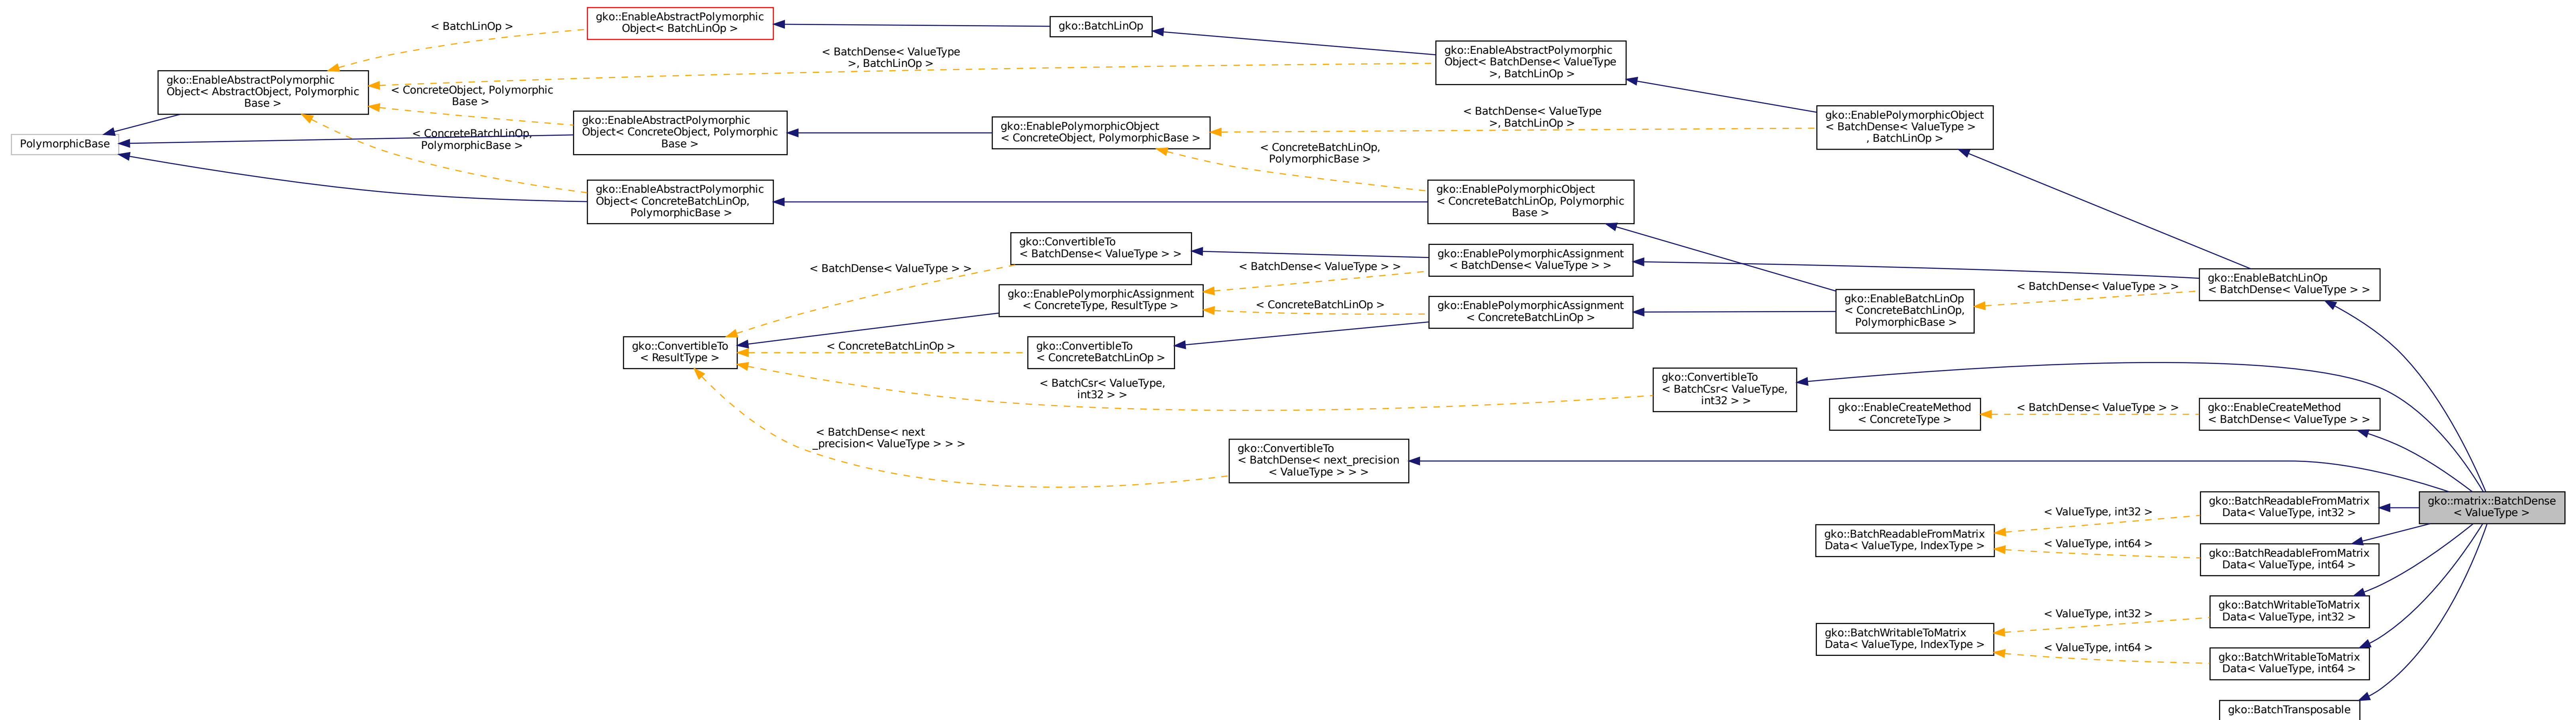 gko::EnableAbstractPolymorphic
Object< BatchLinOp >
gko::BatchLinOp
< BatchLinOp >
< BatchDense< ValueType
>, BatchLinOp >
gko::EnableAbstractPolymorphic
Object< BatchDense< ValueType
>, BatchLinOp >
gko::EnableAbstractPolymorphic
Object< AbstractObject, Polymorphic
Base >
< ConcreteObject, Polymorphic
Base >
gko::EnableAbstractPolymorphic
Object< ConcreteObject, Polymorphic
Base >
gko::EnablePolymorphicObject
< ConcreteObject, PolymorphicBase >
< BatchDense< ValueType
>, BatchLinOp >
gko::EnablePolymorphicObject
< BatchDense< ValueType >
, BatchLinOp >
PolymorphicBase
< ConcreteBatchLinOp,
PolymorphicBase >
< ConcreteBatchLinOp,
PolymorphicBase >
gko::EnableAbstractPolymorphic
Object< ConcreteBatchLinOp,
PolymorphicBase >
gko::EnablePolymorphicObject
< ConcreteBatchLinOp, Polymorphic
Base >
gko::ConvertibleTo
< BatchDense< ValueType > >
gko::EnablePolymorphicAssignment
< BatchDense< ValueType > >
< BatchDense< ValueType > >
< BatchDense< ValueType > >
gko::EnableBatchLinOp
< BatchDense< ValueType > >
< BatchDense< ValueType > >
gko::EnablePolymorphicAssignment
< ConcreteType, ResultType >
< ConcreteBatchLinOp >
gko::EnablePolymorphicAssignment
< ConcreteBatchLinOp >
gko::EnableBatchLinOp
< ConcreteBatchLinOp,
PolymorphicBase >
gko::ConvertibleTo
< ResultType >
< ConcreteBatchLinOp >
gko::ConvertibleTo
< ConcreteBatchLinOp >
< BatchCsr< ValueType,
int32 > >
gko::ConvertibleTo
< BatchCsr< ValueType,
int32 > >
gko::EnableCreateMethod
< ConcreteType >
< BatchDense< ValueType > >
gko::EnableCreateMethod
< BatchDense< ValueType > >
< BatchDense< next
_precision< ValueType > > >
gko::ConvertibleTo
< BatchDense< next_precision
< ValueType > > >
gko::matrix::BatchDense
< ValueType >
gko::BatchReadableFromMatrix
Data< ValueType, int32 >
< ValueType, int32 >
gko::BatchReadableFromMatrix
Data< ValueType, IndexType >
< ValueType, int64 >
gko::BatchReadableFromMatrix
Data< ValueType, int64 >
gko::BatchWritableToMatrix
Data< ValueType, int32 >
< ValueType, int32 >
gko::BatchWritableToMatrix
Data< ValueType, IndexType >
< ValueType, int64 >
gko::BatchWritableToMatrix
Data< ValueType, int64 >
gko::BatchTransposable